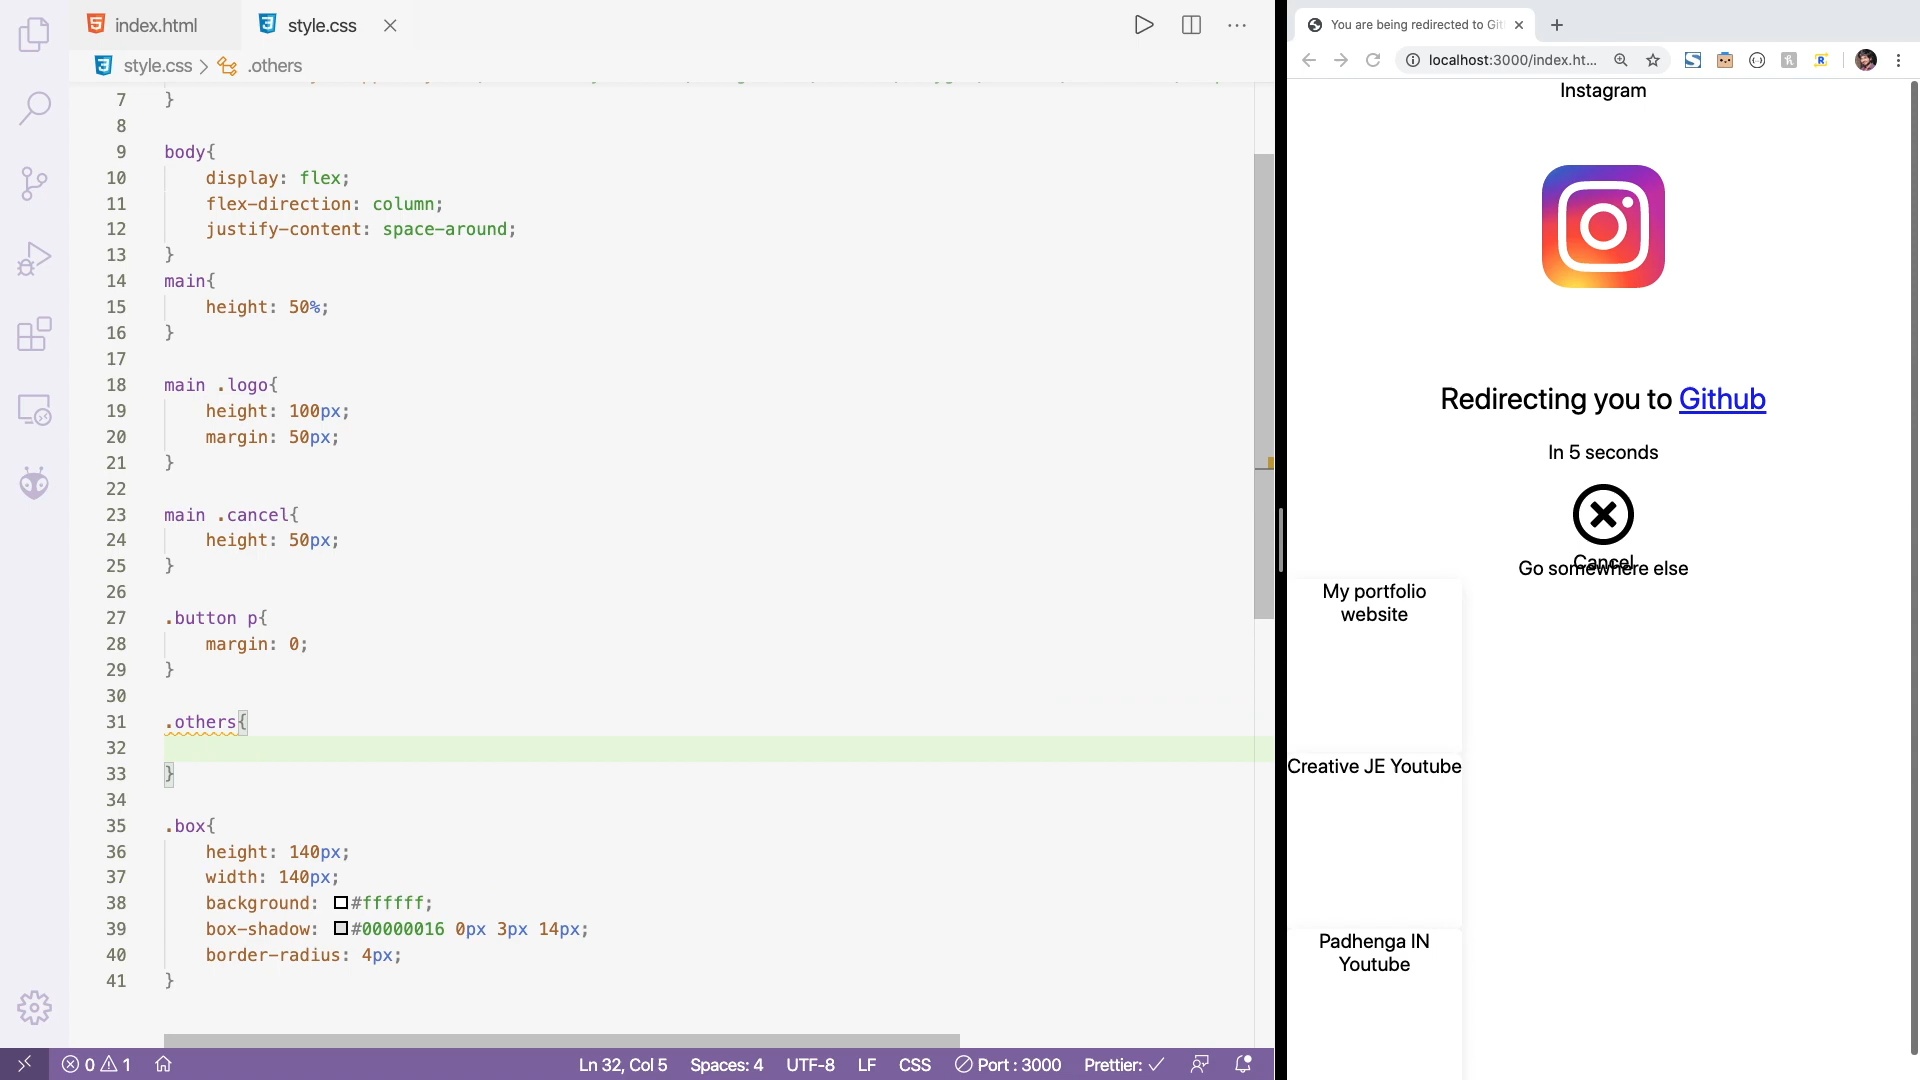 index.html
style.css
style.css > .others
7 }
8
9 body{
10 display: flex;
11 flex-direction: column;
12 justify-content: space-around;
13 }
14 main{
15 height: 50%;
16 }
17
18 main .logo{
19 height: 100px;
20 margin: 50px;
21 }
22
23 main .cancel{
24 height: 50px;
25 }
26
27 .button p{
28 margin: 0;
29 }
30
31 .others{
32
33 }
34
35 .box{
36 height: 140px;
37 width: 140px;
38 background: #ffffff;
39 box-shadow: #00000016 0px 3px 14px;
40 border-radius: 4px;
41 }
0 1 Ln 32, Col 5 Spaces: 4 UTF-8 LF CSS Port : 3000 Prettier:
You are being redirected to Git
localhost:3000/index.ht...
Instagram
Redirecting you to Github
In 5 seconds
Cancel
Go somewhere else
My portfolio
website
Creative JE Youtube
Padhenga IN
Youtube